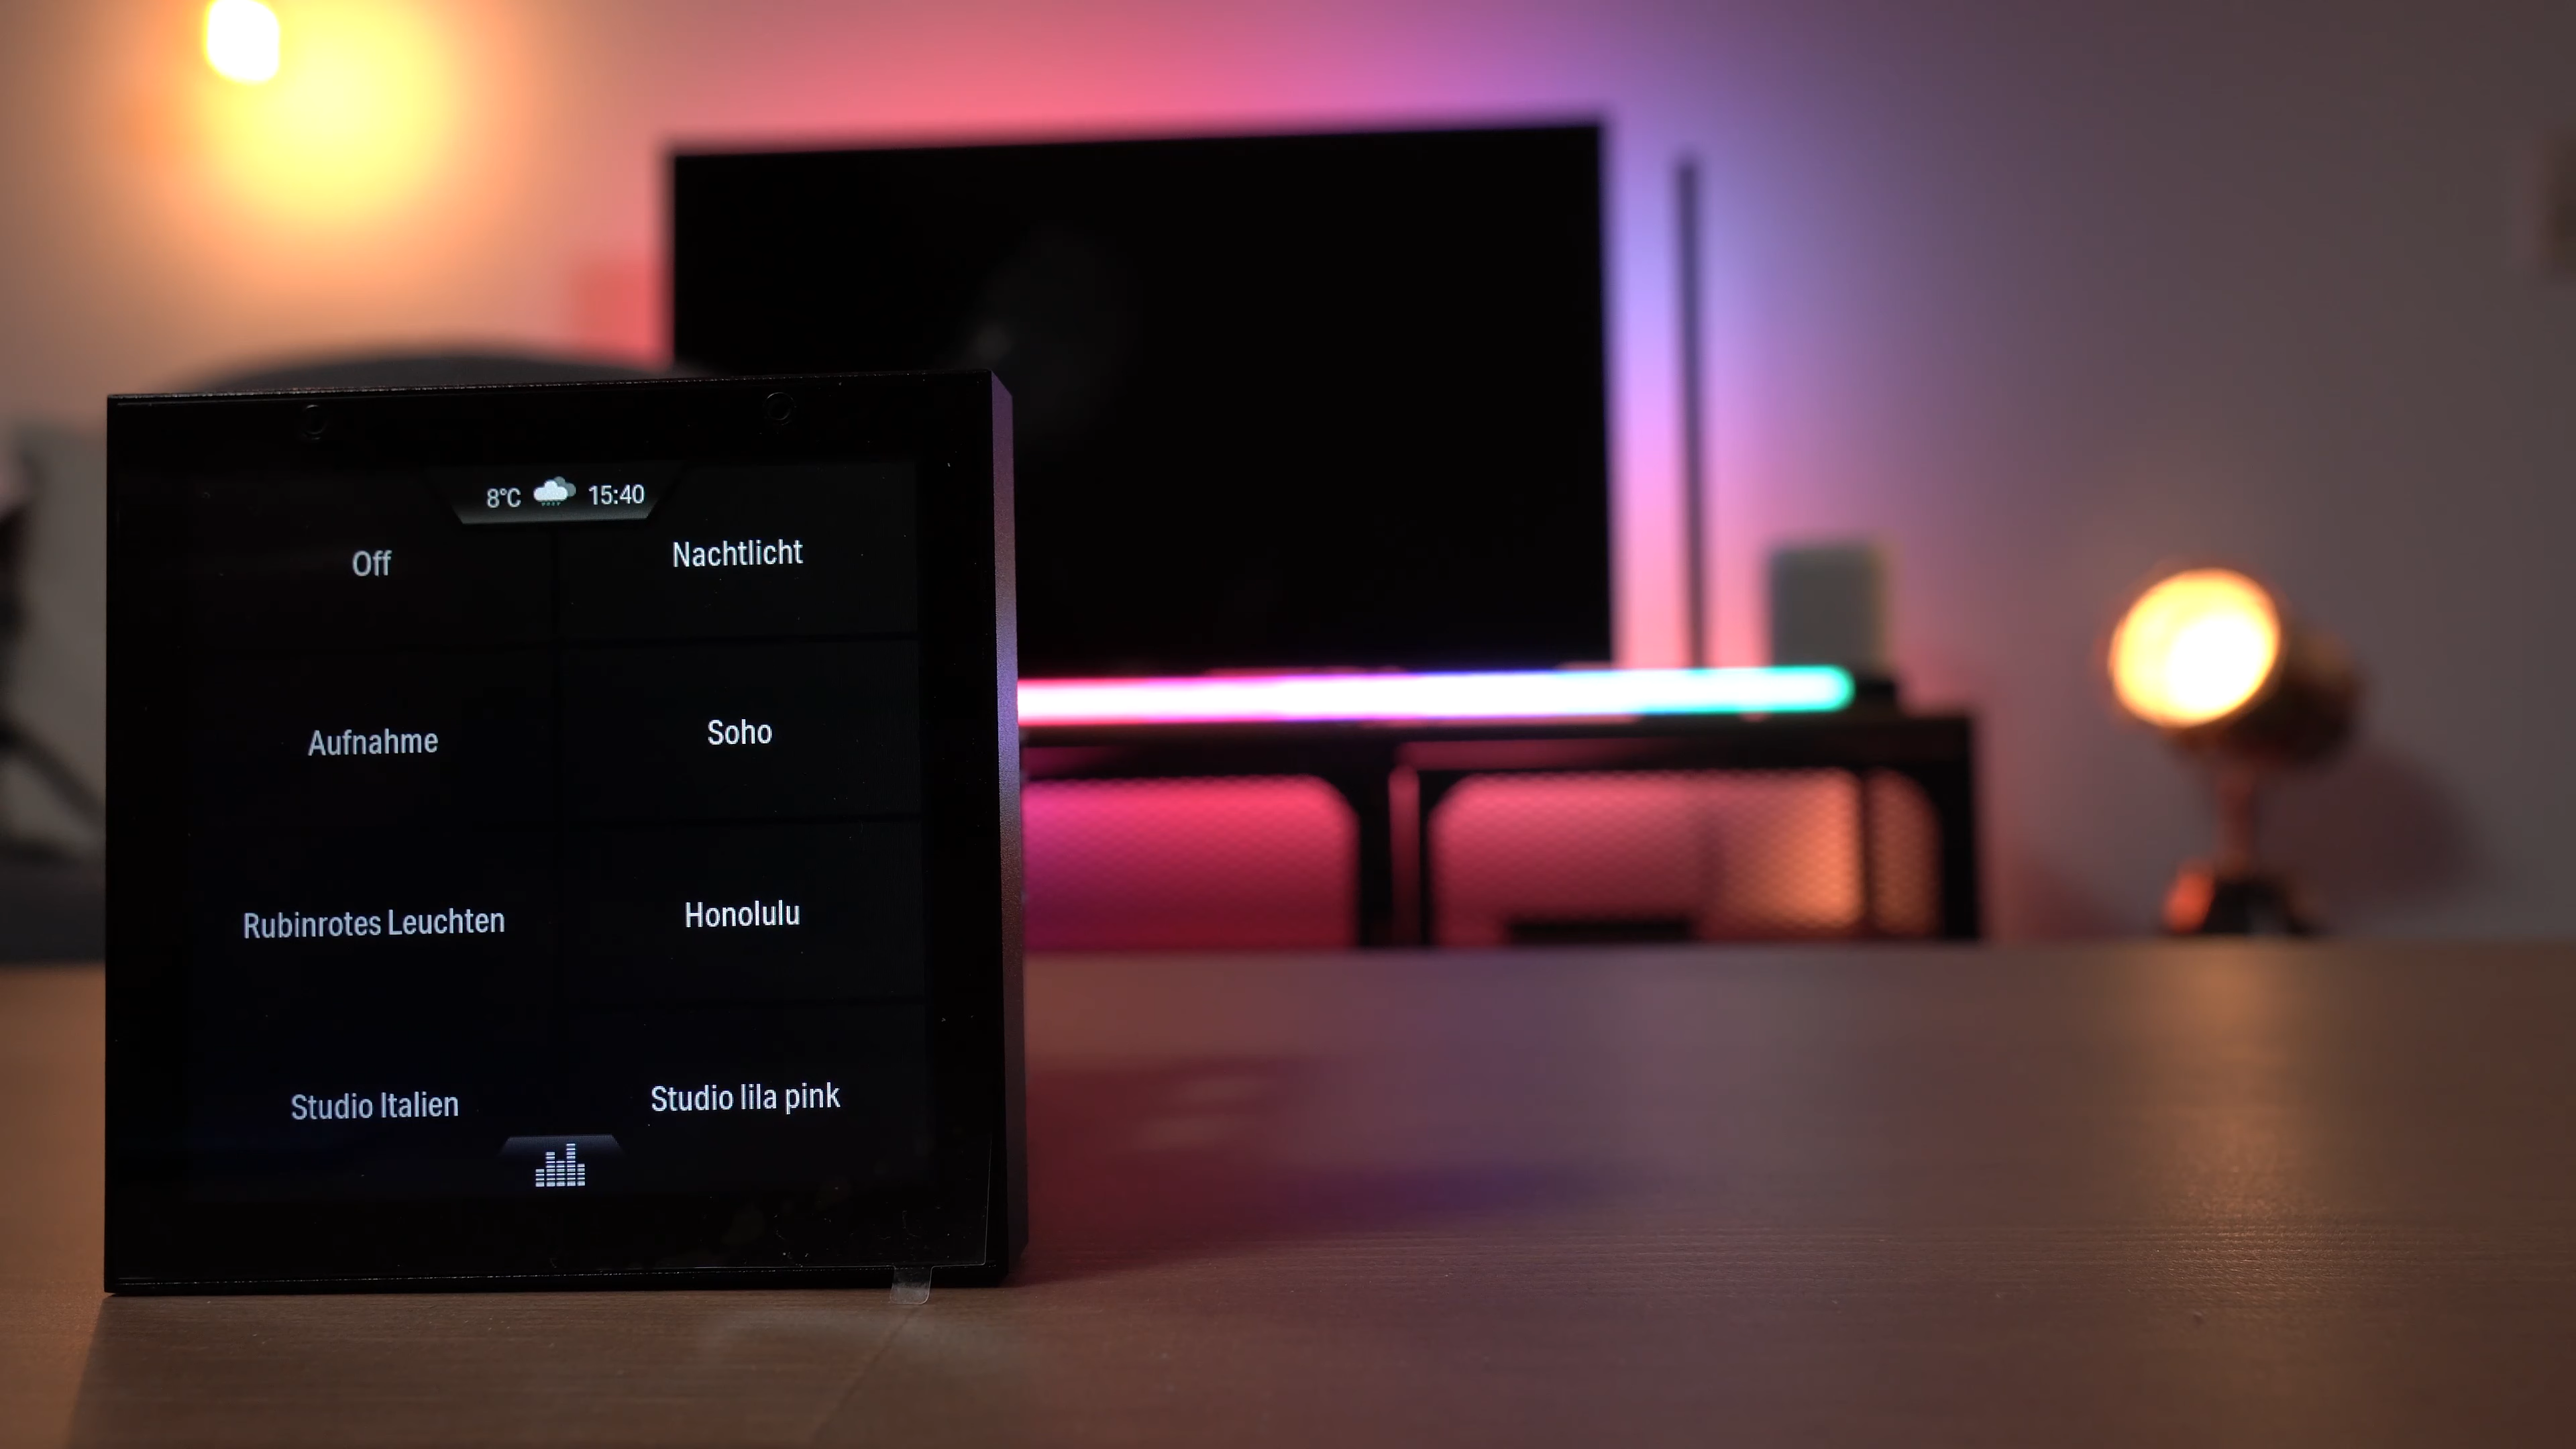 8°C 15:40
Off
Nachtlicht
Aufnahme
Soho
Rubinrotes Leuchten
Honolulu
Studio Italien
Studio lila pink